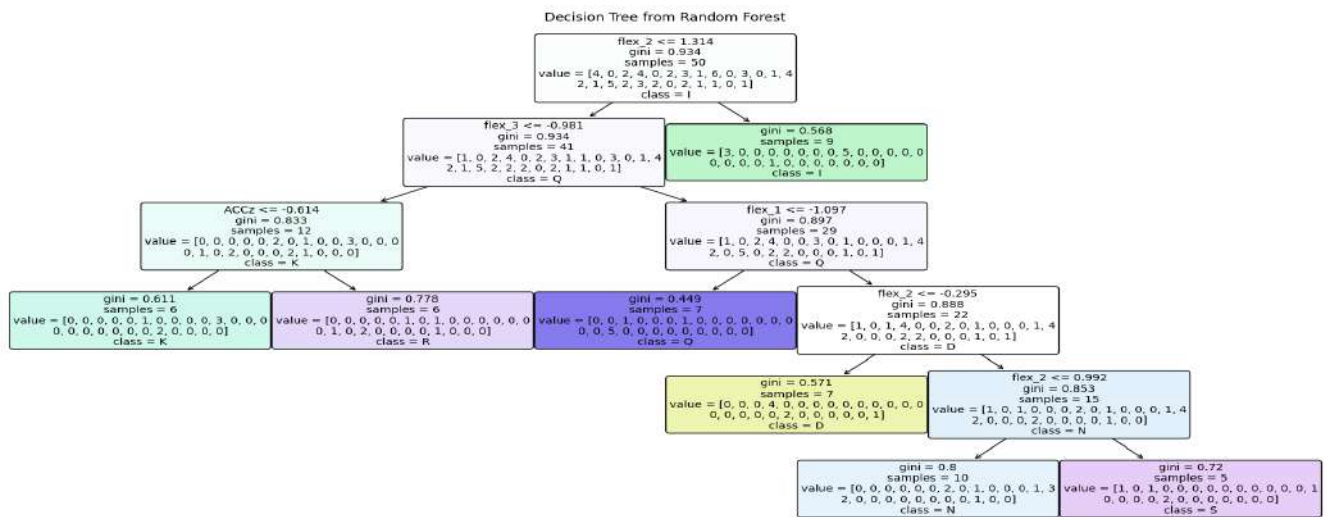 Decision Tree from Random Forest
flex_2 <= 1.314
gini = 0.934
samples = 50
value = [4, 0, 2, 4, 0, 2, 3, 1, 6, 0, 3, 0, 1, 4
2, 1, 5, 2, 3, 2, 0, 2, 1, 1, 0, 1]
class = I
flex_3 <= -0.981
gini = 0.934
samples = 41
value = [1, 0, 2, 4, 0, 2, 3, 1, 1, 0, 3, 0, 1, 4
2, 1, 5, 2, 2, 2, 0, 2, 1, 1, 0, 1]
class = Q
gini = 0.568
samples = 9
value = [3, 0, 0, 0, 0, 0, 0, 0, 5, 0, 0, 0, 0, 0
0, 0, 0, 0, 1, 0, 0, 0, 0, 0, 0, 0]
class = I
ACCz <= -0.614
gini = 0.833
samples = 12
value = [0, 0, 0, 0, 0, 2, 0, 1, 0, 0, 3, 0, 0, 0
0, 1, 0, 2, 0, 0, 0, 2, 1, 0, 0, 0]
class = K
flex_1 <= -1.097
gini = 0.897
samples = 29
value = [1, 0, 2, 4, 0, 0, 3, 0, 1, 0, 0, 0, 1, 4
2, 0, 5, 0, 2, 2, 0, 0, 0, 1, 0, 1]
class = Q
gini = 0.611
samples = 6
value = [0, 0, 0, 0, 0, 1, 0, 0, 0, 0, 3, 0, 0, 0
0, 0, 0, 0, 0, 0, 0, 2, 0, 0, 0, 0]
class = K
gini = 0.778
samples = 6
value = [0, 0, 0, 0, 0, 1, 0, 1, 0, 0, 0, 0, 0, 0
0, 1, 0, 2, 0, 0, 0, 0, 1, 0, 0, 0]
class = R
gini = 0.449
samples = 7
value = [0, 0, 1, 0, 0, 0, 1, 0, 0, 0, 0, 0, 0, 0
0, 0, 5, 0, 0, 0, 0, 0, 0, 0, 0, 0]
class = Q
flex_2 <= -0.295
gini = 0.888
samples = 22
value = [1, 0, 1, 4, 0, 0, 2, 0, 1, 0, 0, 0, 1, 4
2, 0, 0, 0, 2, 2, 0, 0, 0, 1, 0, 1]
class = D
gini = 0.571
samples = 7
value = [0, 0, 0, 4, 0, 0, 0, 0, 0, 0, 0, 0, 0, 0
0, 0, 0, 0, 0, 2, 0, 0, 0, 0, 0, 1]
class = D
flex_2 <= 0.992
gini = 0.853
samples = 15
value = [1, 0, 1, 0, 0, 0, 2, 0, 1, 0, 0, 0, 1, 4
2, 0, 0, 0, 2, 0, 0, 0, 0, 1, 0, 0]
class = N
gini = 0.8
samples = 10
value = [0, 0, 0, 0, 0, 0, 2, 0, 1, 0, 0, 0, 1, 3
2, 0, 0, 0, 0, 0, 0, 0, 0, 1, 0, 0]
class = N
gini = 0.72
samples = 5
value = [1, 0, 1, 0, 0, 0, 0, 0, 0, 0, 0, 0, 0, 1
0, 0, 0, 0, 2, 0, 0, 0, 0, 0, 0, 0]
class = S